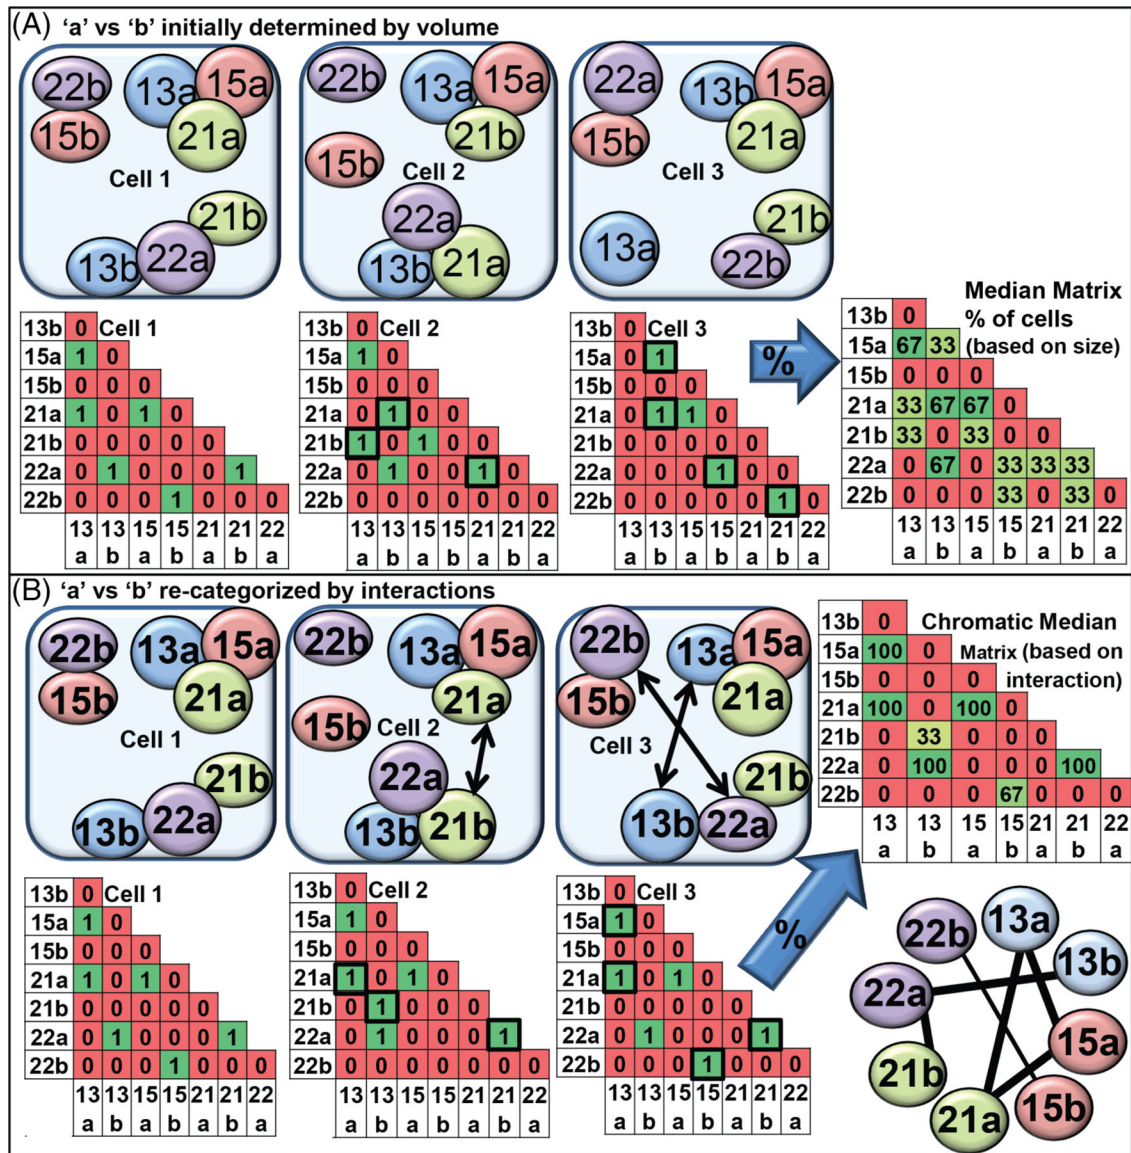 (A) 'a' vs 'b' initially determined by volume
22b 13a 15a
15b 21a
Cell 1
21b
13b 22a
22b 13a 15a
15b 21b
Cell 2
22a
13b 21a
22a 13b 15a
15b 21a
Cell 3
21b
13a 22b
13b 0 Cell 1
15a 1 0
15b 0 0 0
21a 1 0 1 0
21b 0 0 0 0 0
22a 0 1 0 0 0 1
22b 0 0 0 1 0 0 0
13 13 15 15 21 21 22
a b a b a b a
13b 0 Cell 2
15a 1 0
15b 0 0 0
21a 0 1 0 0
21b 1 0 1 0 0
22a 0 1 0 0 1 0
22b 0 0 0 0 0 0 0
13 13 15 15 21 21 22
a b a b a b a
13b 0 Cell 3
15a 0 1
15b 0 0 0
21a 0 1 1 0
21b 0 0 0 0 0
22a 0 0 0 1 0 0
22b 0 0 0 0 0 1 0
13 13 15 15 21 21 22
a b a b a b a
%
Median Matrix
% of cells
(based on size)
13b 0
15a 67 33
15b 0 0 0
21a 33 67 67 0
21b 33 0 33 0 0
22a 0 67 0 33 33 33
22b 0 0 0 33 0 33 0
13 13 15 15 21 21 22
a b a b a b a
(B) 'a' vs 'b' re-categorized by interactions
22b 13a 15a
15b 21a
Cell 1
21b
13b 22a
22b 13a 15a
15b 21a
Cell 2
22a
13b 21b
22b 13a 15a
15b 21a
Cell 3
21b
13b 22a
13b 0 Cell 1
15a 1 0
15b 0 0 0
21a 1 0 1 0
21b 0 0 0 0 0
22a 0 1 0 0 0 1
22b 0 0 0 1 0 0 0
13 13 15 15 21 21 22
a b a b a b a
13b 0 Cell 2
15a 1 0
15b 0 0 0
21a 1 0 1 0
21b 0 1 0 0 0
22a 0 1 0 0 0 1
22b 0 0 0 0 0 0 0
13 13 15 15 21 21 22
a b a b a b a
13b 0 Cell 3
15a 1 0
15b 0 0 0
21a 1 0 1 0
21b 0 0 0 0 0
22a 0 1 0 0 0 1
22b 0 0 0 1 0 0 0
13 13 15 15 21 21 22
a b a b a b a
%
Chromatic Median
Matrix (based on
interaction)
13b 0
15a 100 0
15b 0 0 0
21a 100 0 100 0
21b 0 33 0 0 0
22a 0 100 0 0 0 100
22b 0 0 0 67 0 0 0
13 13 15 15 21 21 22
a b a b a b a
22b 13a
22a 13b
15a
21b 15b
21a